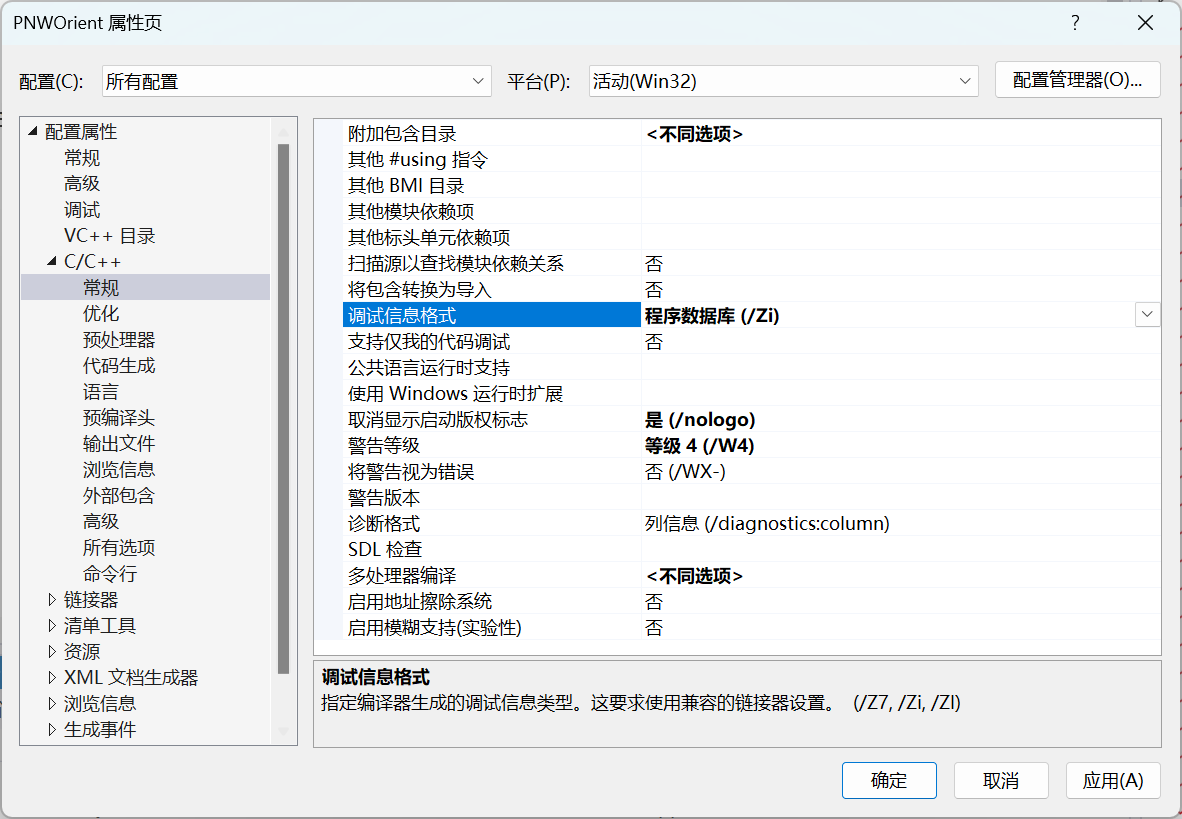 PNWOrient 属性页
配置(C): 所有配置 平台(P): 活动(Win32) 配置管理器(O)...
配置属性
常规
高级
调试
VC++ 目录
C/C++
常规
优化
预处理器
代码生成
语言
预编译头
输出文件
浏览信息
外部包含
高级
所有选项
命令行
链接器
清单工具
资源
XML 文档生成器
浏览信息
生成事件
附加包含目录 <不同选项>
其他 #using 指令
其他 BMI 目录
其他模块依赖项
其他标头单元依赖项
扫描源以查找模块依赖关系 否
将包含转换为导入 否
调试信息格式 程序数据库 (/Zi)
支持仅我的代码调试 否
公共语言运行时支持
使用 Windows 运行时扩展
取消显示启动版权标志 是 (/nologo)
警告等级 等级 4 (/W4)
将警告视为错误 否 (/WX-)
警告版本
诊断格式 列信息 (/diagnostics:column)
SDL 检查
多处理器编译 <不同选项>
启用地址擦除系统 否
启用模糊支持(实验性) 否
调试信息格式
指定编译器生成的调试信息类型。这要求使用兼容的链接器设置。 (/Z7, /Zi, /ZI)
确定 取消 应用(A)